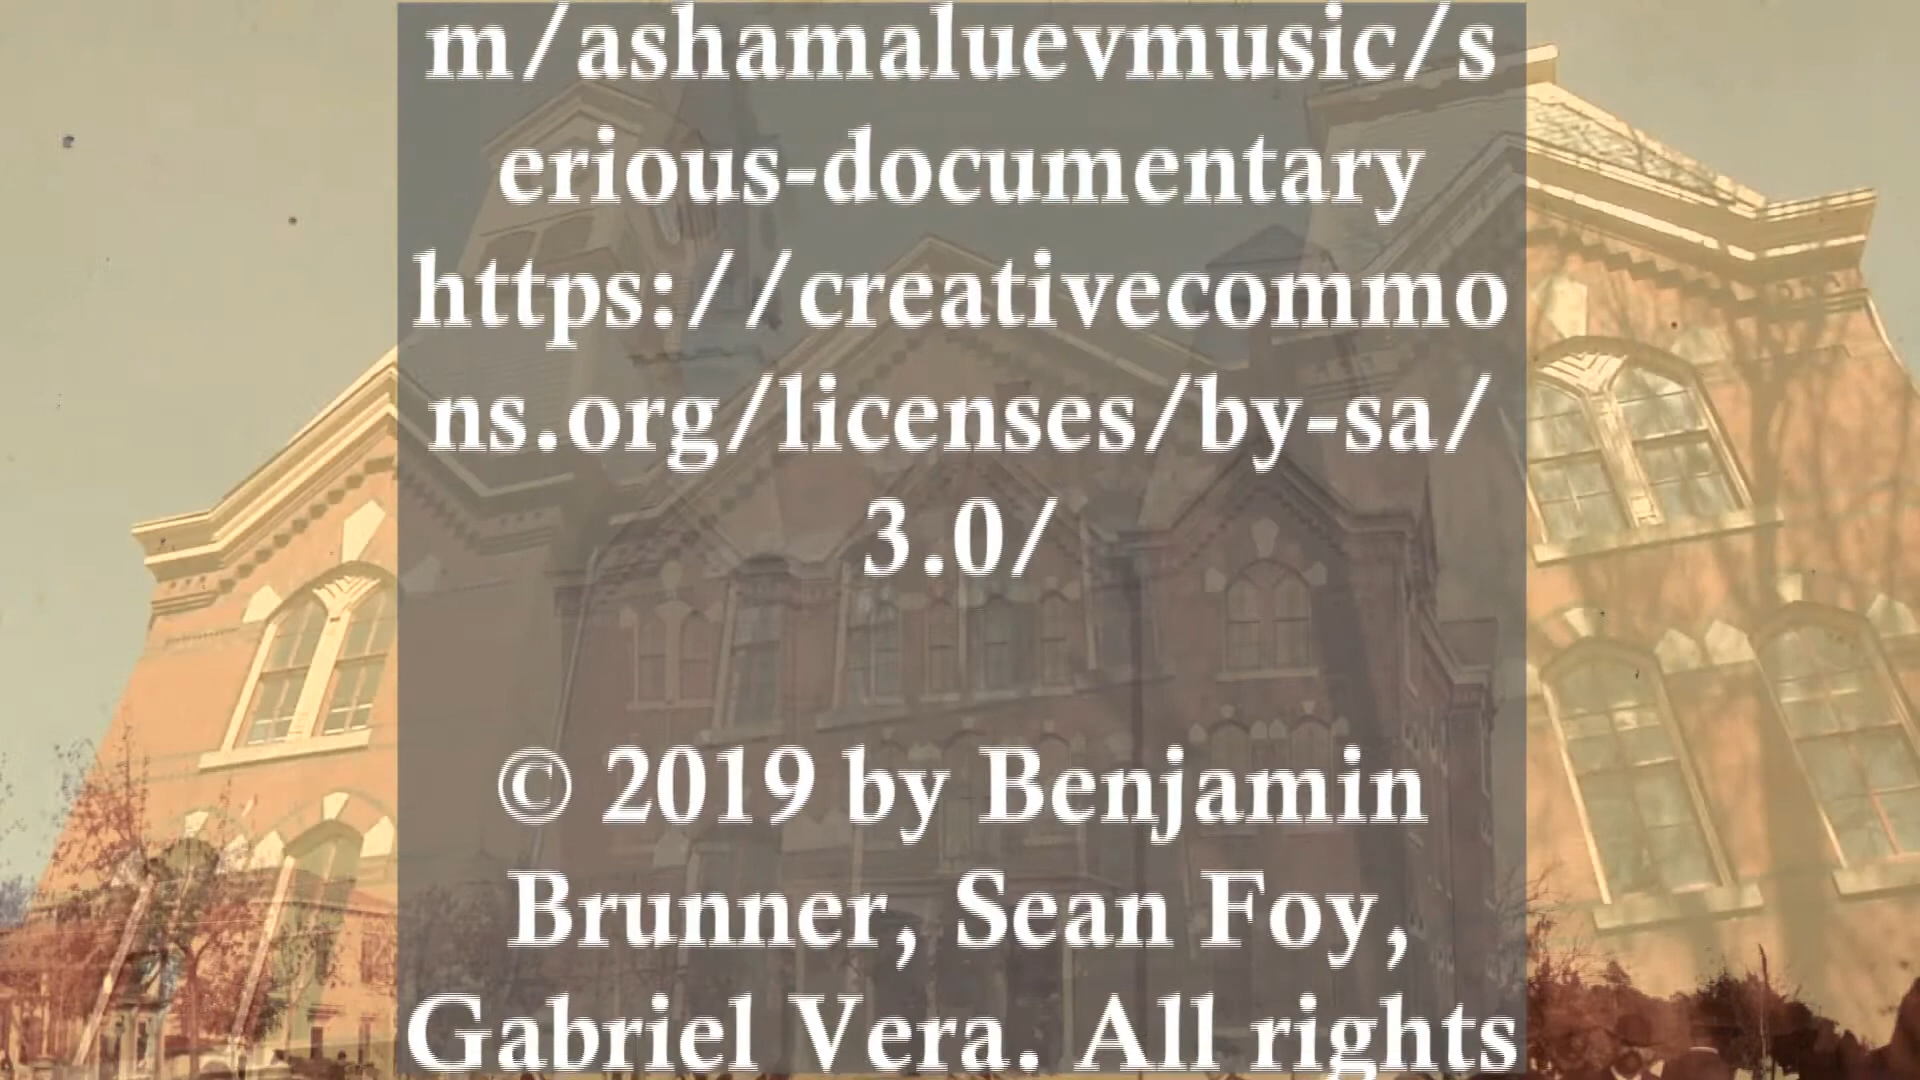 m/ashamaluevmusic/s
erious-documentary
https://creativecommo
ns.org/licenses/by-sa/
3.0/
© 2019 by Benjamin
Brunner, Sean Foy,
Gabriel Vera. All rights